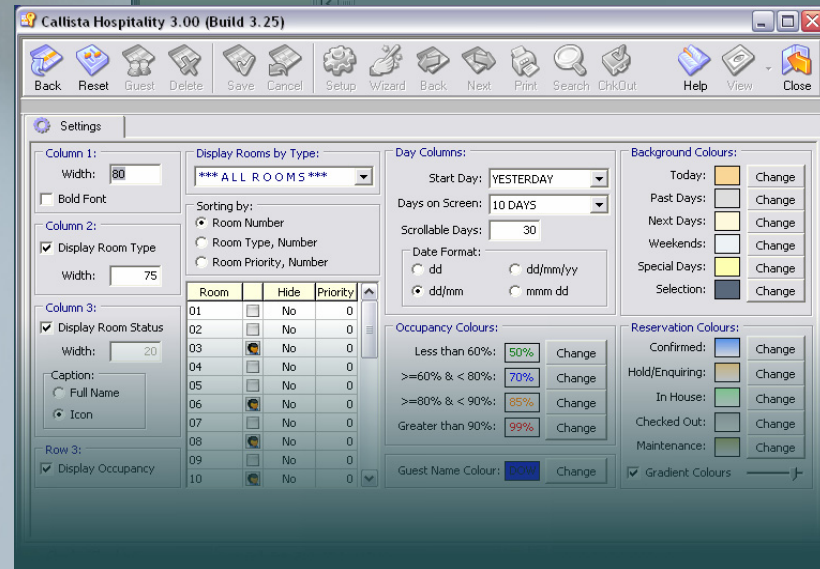 Callista Hospitality 3.00 (Build 3.25)
Back Reset Guest Delete Save Cancel Setup Wizard Back Next Print Search ChkOut Help View Close
Settings
Column 1:
Width: 80
Bold Font
Column 2:
Display Room Type
Width: 75
Column 3:
Display Room Status
Width: 20
Caption:
Full Name
Icon
Row 3:
Display Occupancy
Display Rooms by Type:
*** A L L R O O M S ***
Sorting by:
Room Number
Room Type, Number
Room Priority, Number
Room Hide Priority
01 No 0
02 No 0
03 No 0
04 No 0
05 No 0
06 No 0
07 No 0
08 No 0
09 No 0
10 No 0
Day Columns:
Start Day: YESTERDAY
Days on Screen: 10 DAYS
Scrollable Days: 30
Date Format:
dd dd/mm/yy
dd/mm mmm dd
Occupancy Colours:
Less than 60%: 50% Change
>=60% & < 80%: 70% Change
>=80% & < 90%: 85% Change
Greater than 90%: 99% Change
Guest Name Colour: Change
Background Colours:
Today: Change
Past Days: Change
Next Days: Change
Weekends: Change
Special Days: Change
Selection: Change
Reservation Colours:
Confirmed: Change
Hold/Enquiring: Change
In House: Change
Checked Out: Change
Maintenance: Change
Gradient Colours